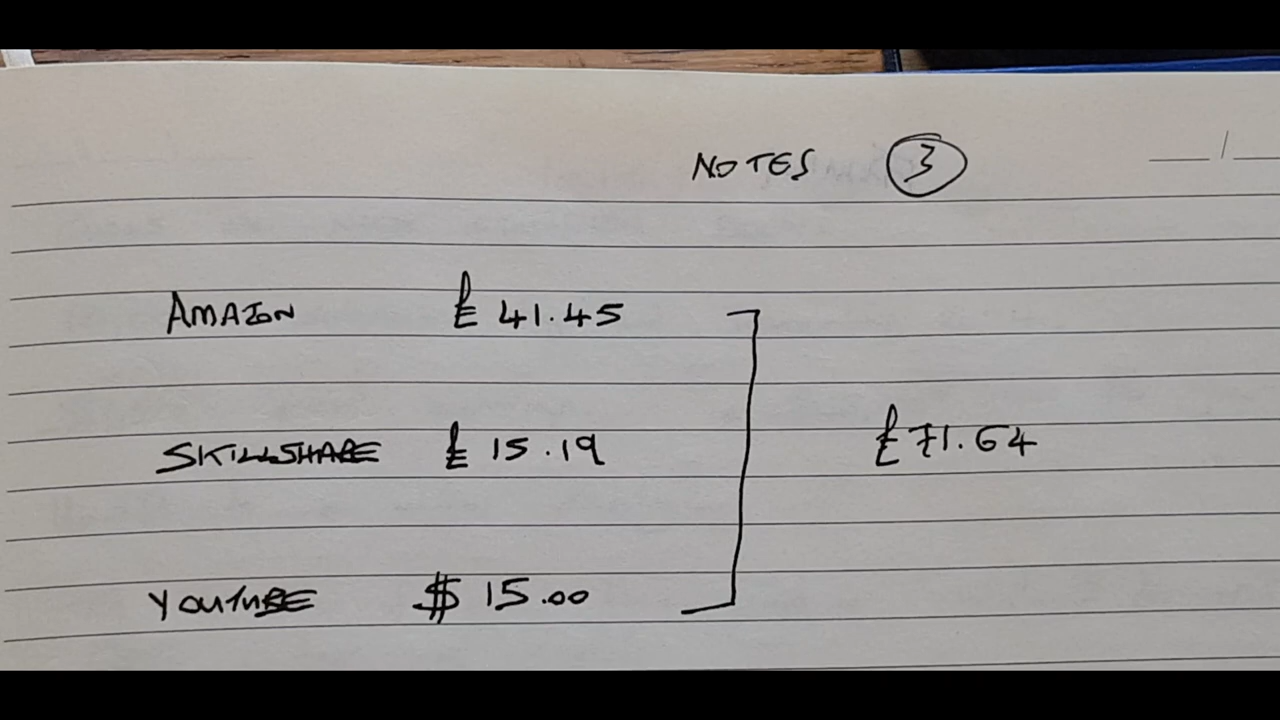 NOTES 3
AMAZON £ 41.45
SKILLSHARE £ 15.19
£71.64
YOUTUBE $ 15.00